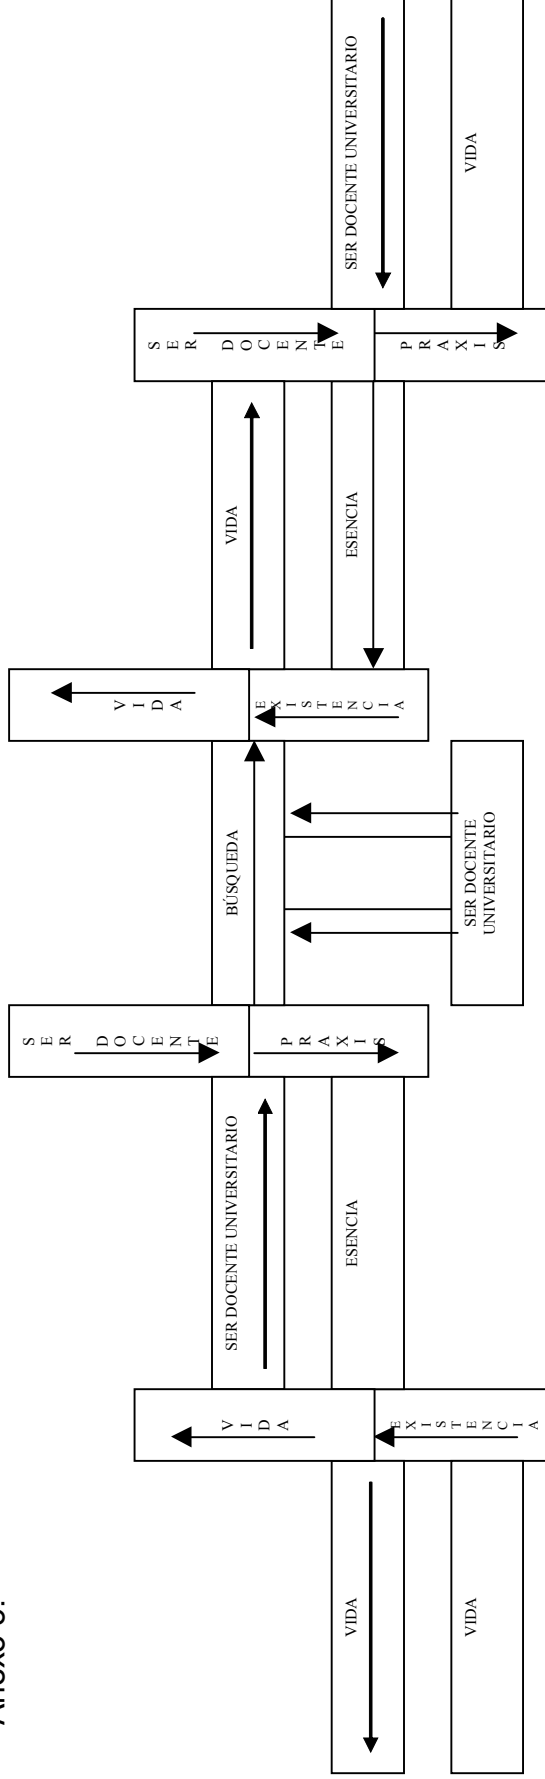 Anexo
SER DOCENTE
VIDA
SER DOCENTE
VIDA
SER DOCENTE UNIVERSITARIO
BÚSQUEDA
VIDA
PRAXIS
EXISTENCIA
VIDA
ESENCIA
ESENCIA
SER DOCENTE UNIVERSITARIO
EXISTENCIA
PRAXIS
VIDA
SER DOCENTE
UNIVERSITARIO
VIDA